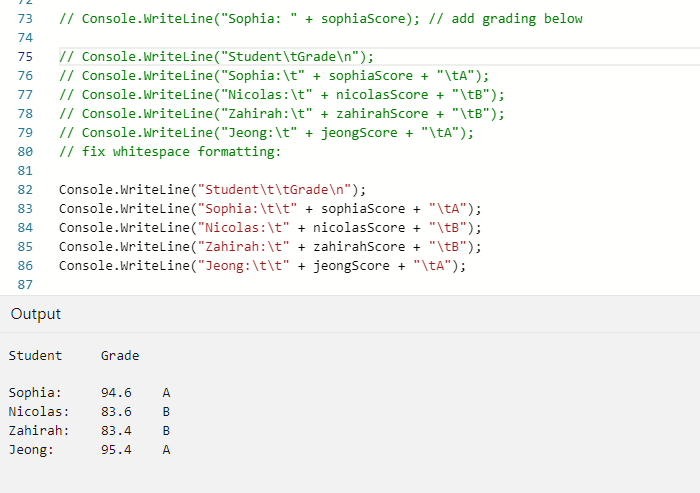 72
73 // Console.WriteLine("Sophia: " + sophiaScore); // add grading below
74
75 // Console.WriteLine("Student\tGrade\n");
76 // Console.WriteLine("Sophia:\t" + sophiaScore + "\tA");
77 // Console.WriteLine("Nicolas:\t" + nicolasScore + "\tB");
78 // Console.WriteLine("Zahirah:\t" + zahirahScore + "\tB");
79 // Console.WriteLine("Jeong:\t" + jeongScore + "\tA");
80 // fix whitespace formatting:
81
82 Console.WriteLine("Student\t\tGrade\n");
83 Console.WriteLine("Sophia:\t\t" + sophiaScore + "\tA");
84 Console.WriteLine("Nicolas:\t" + nicolasScore + "\tB");
85 Console.WriteLine("Zahirah:\t" + zahirahScore + "\tB");
86 Console.WriteLine("Jeong:\t\t" + jeongScore + "\tA");
87
Output
Student Grade
Sophia: 94.6 A
Nicolas: 83.6 B
Zahirah: 83.4 B
Jeong: 95.4 A